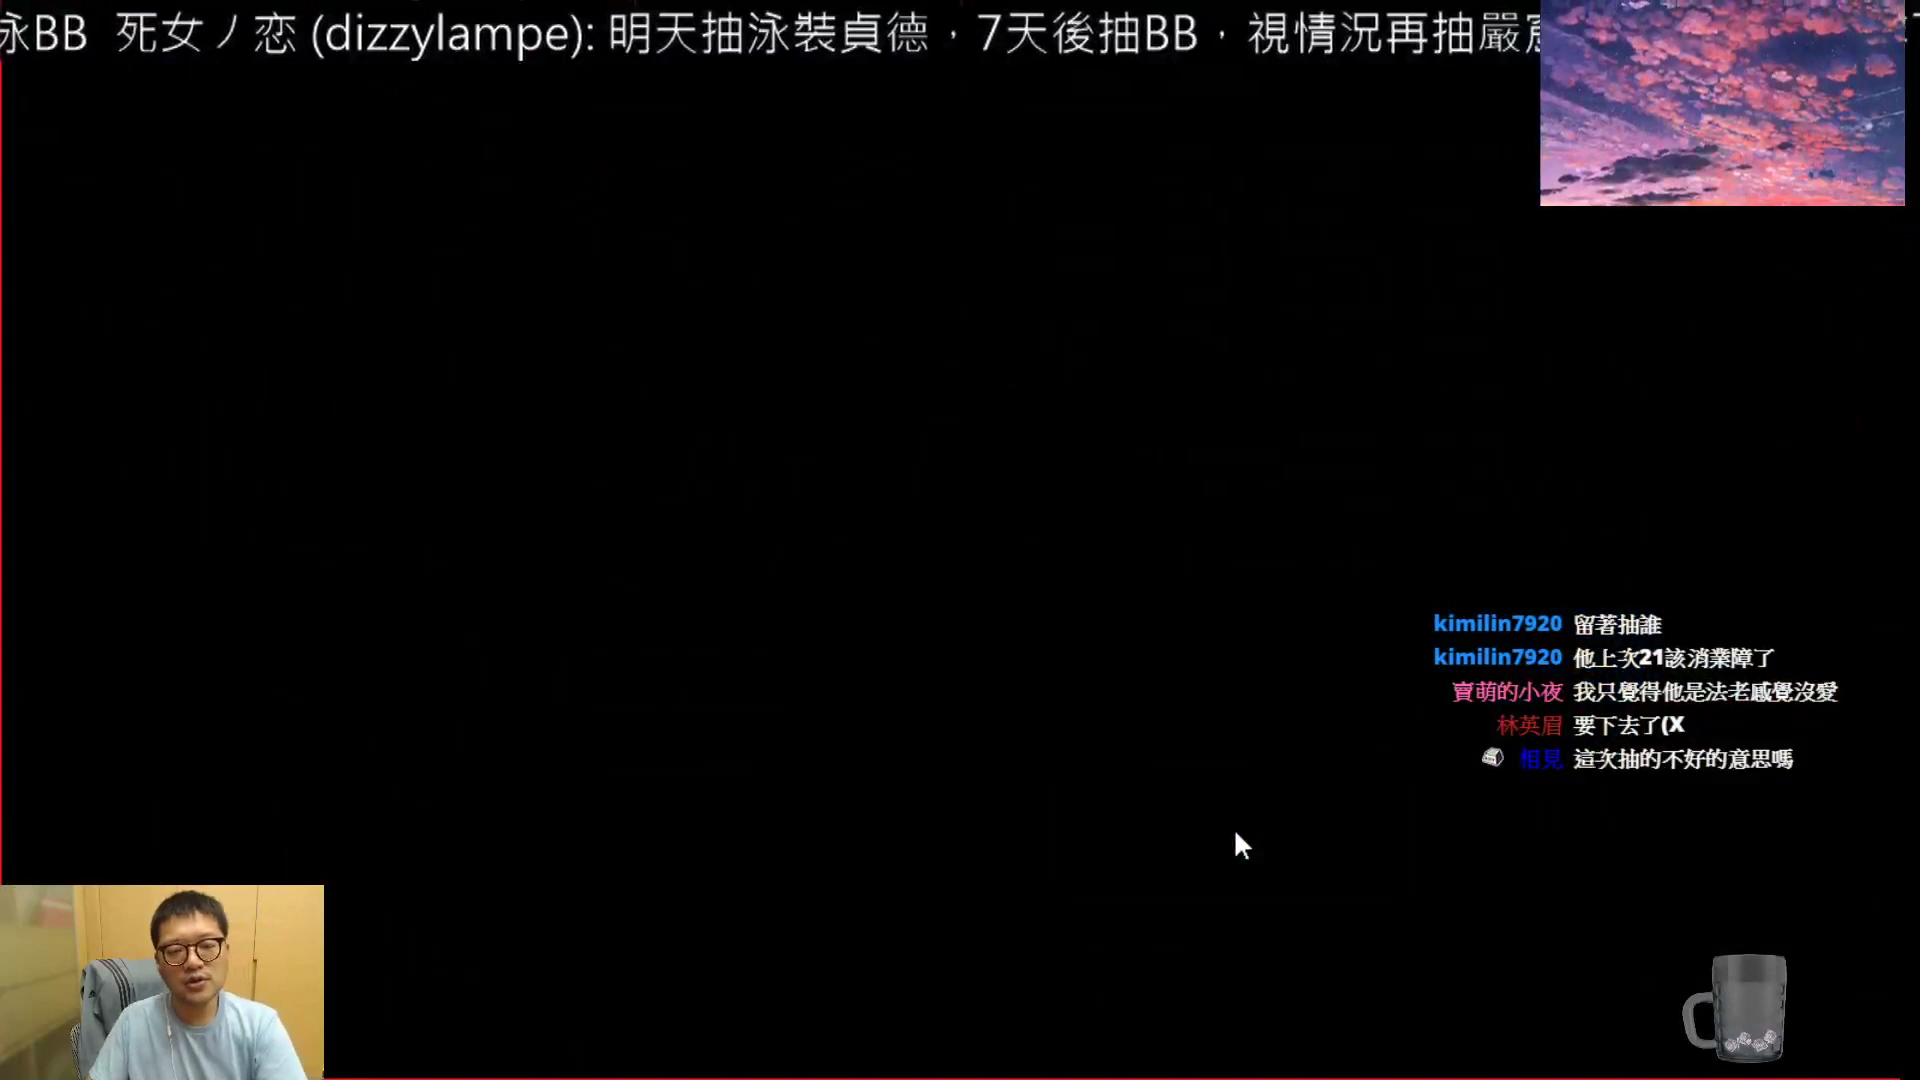 泳BB 死女ノ恋 (dizzylampe): 明天抽泳裝貞德，7天後抽BB，視情況再抽嚴
kimilin7920 留著抽誰
kimilin7920 他上次21該消業障了
賣萌的小夜 我只覺得他是法老感覺沒愛
林英眉 要下去了(X
相見 這次抽的不好的意思嗎